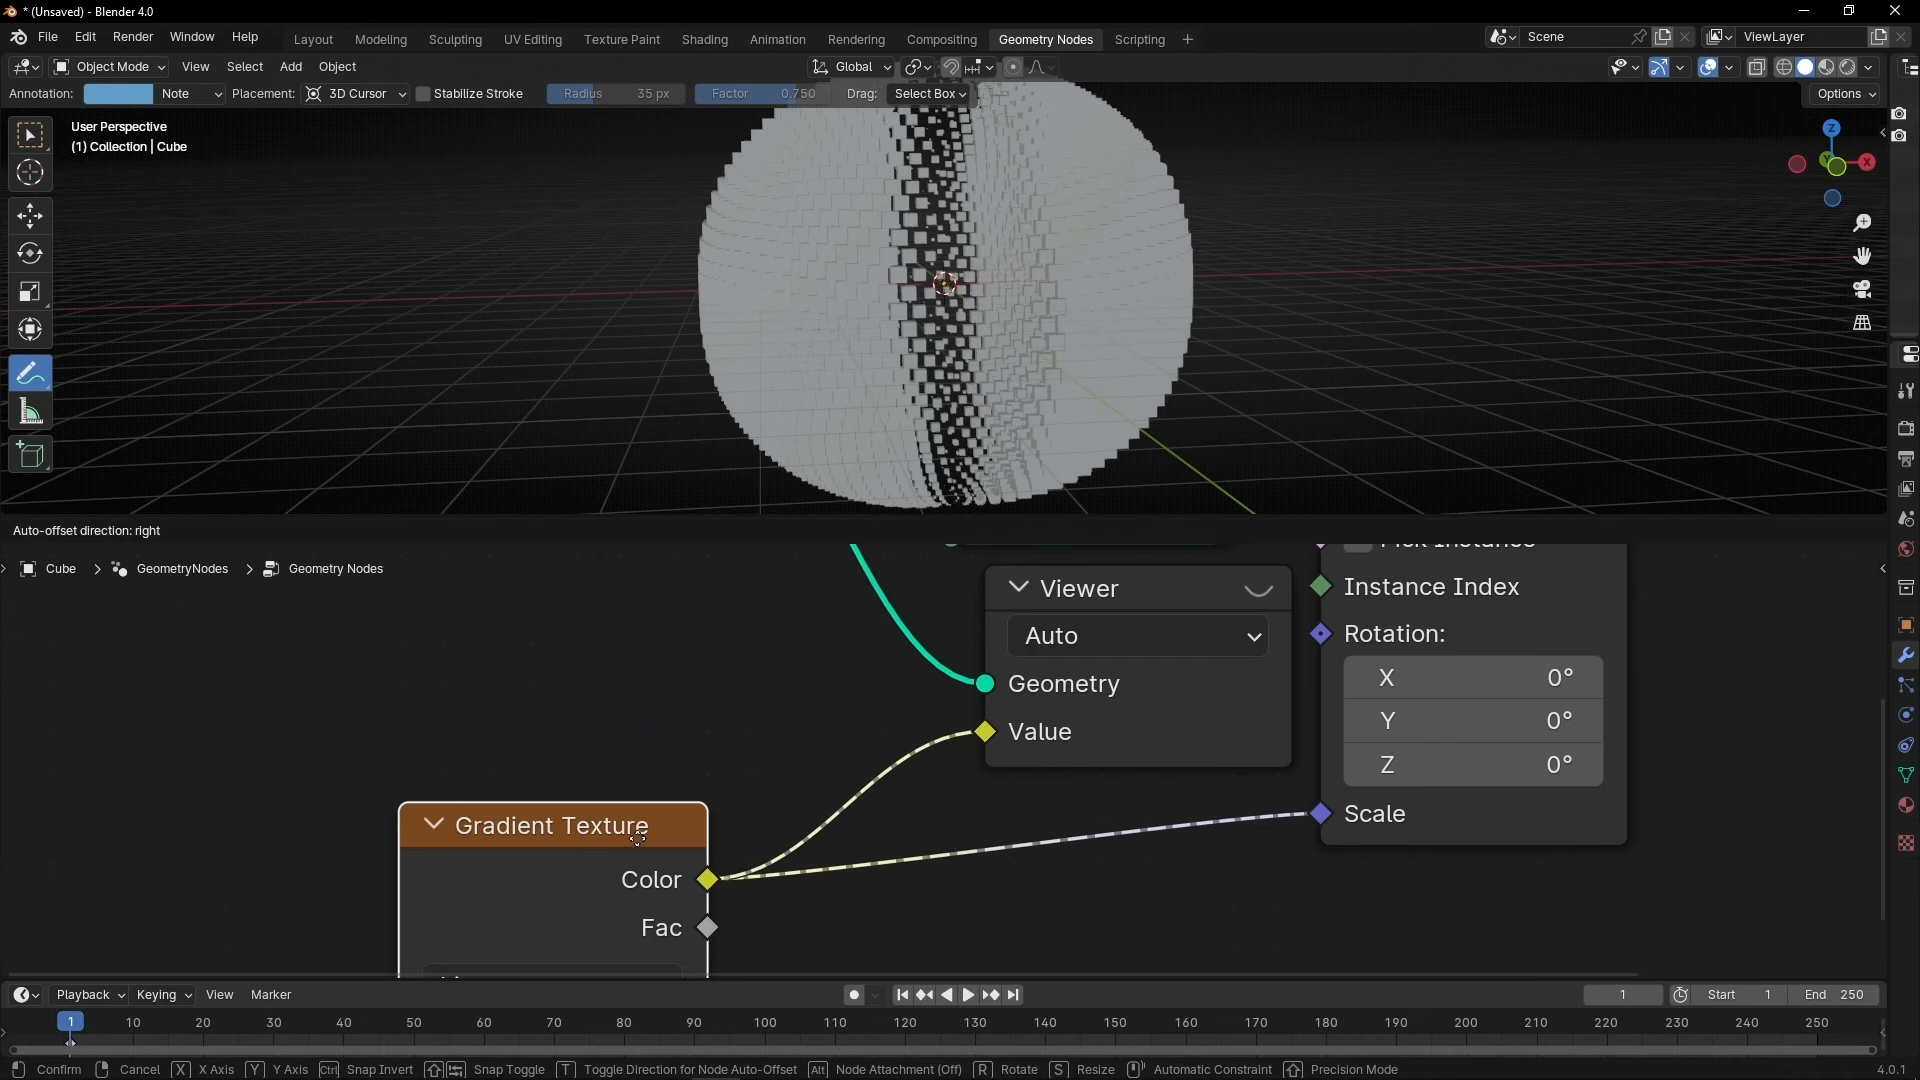 * (Unsaved) - Blender 4.0
File Edit Render Window Help
Layout Modeling Sculpting UV Editing Texture Paint Shading Animation Rendering Compositing Geometry Nodes Scripting +
Scene
ViewLayer
Object Mode View Select Add Object
Global
Annotation: Note Placement: 3D Cursor Stabilize Stroke Radius 35 px Factor 0.750 Drag: Select Box
Options
User Perspective
(1) Collection | Cube
Z
Y
X
Auto-offset direction: right
Cube > GeometryNodes > Geometry Nodes
Pick Instance
Viewer
Instance Index
Auto
Rotation:
Geometry
X 0°
Y 0°
Value
Z 0°
Scale
Gradient Texture
Color
Fac
Playback Keying View Marker
1 Start 1 End 250
1 10 20 30 40 50 60 70 80 90 100 110 120 130 140 150 160 170 180 190 200 210 220 230 240 250
Confirm Cancel X X Axis Y Y Axis Ctrl Snap Invert Snap Toggle T Toggle Direction for Node Auto-Offset Alt Node Attachment (Off) R Rotate S Resize Automatic Constraint Precision Mode
4.0.1